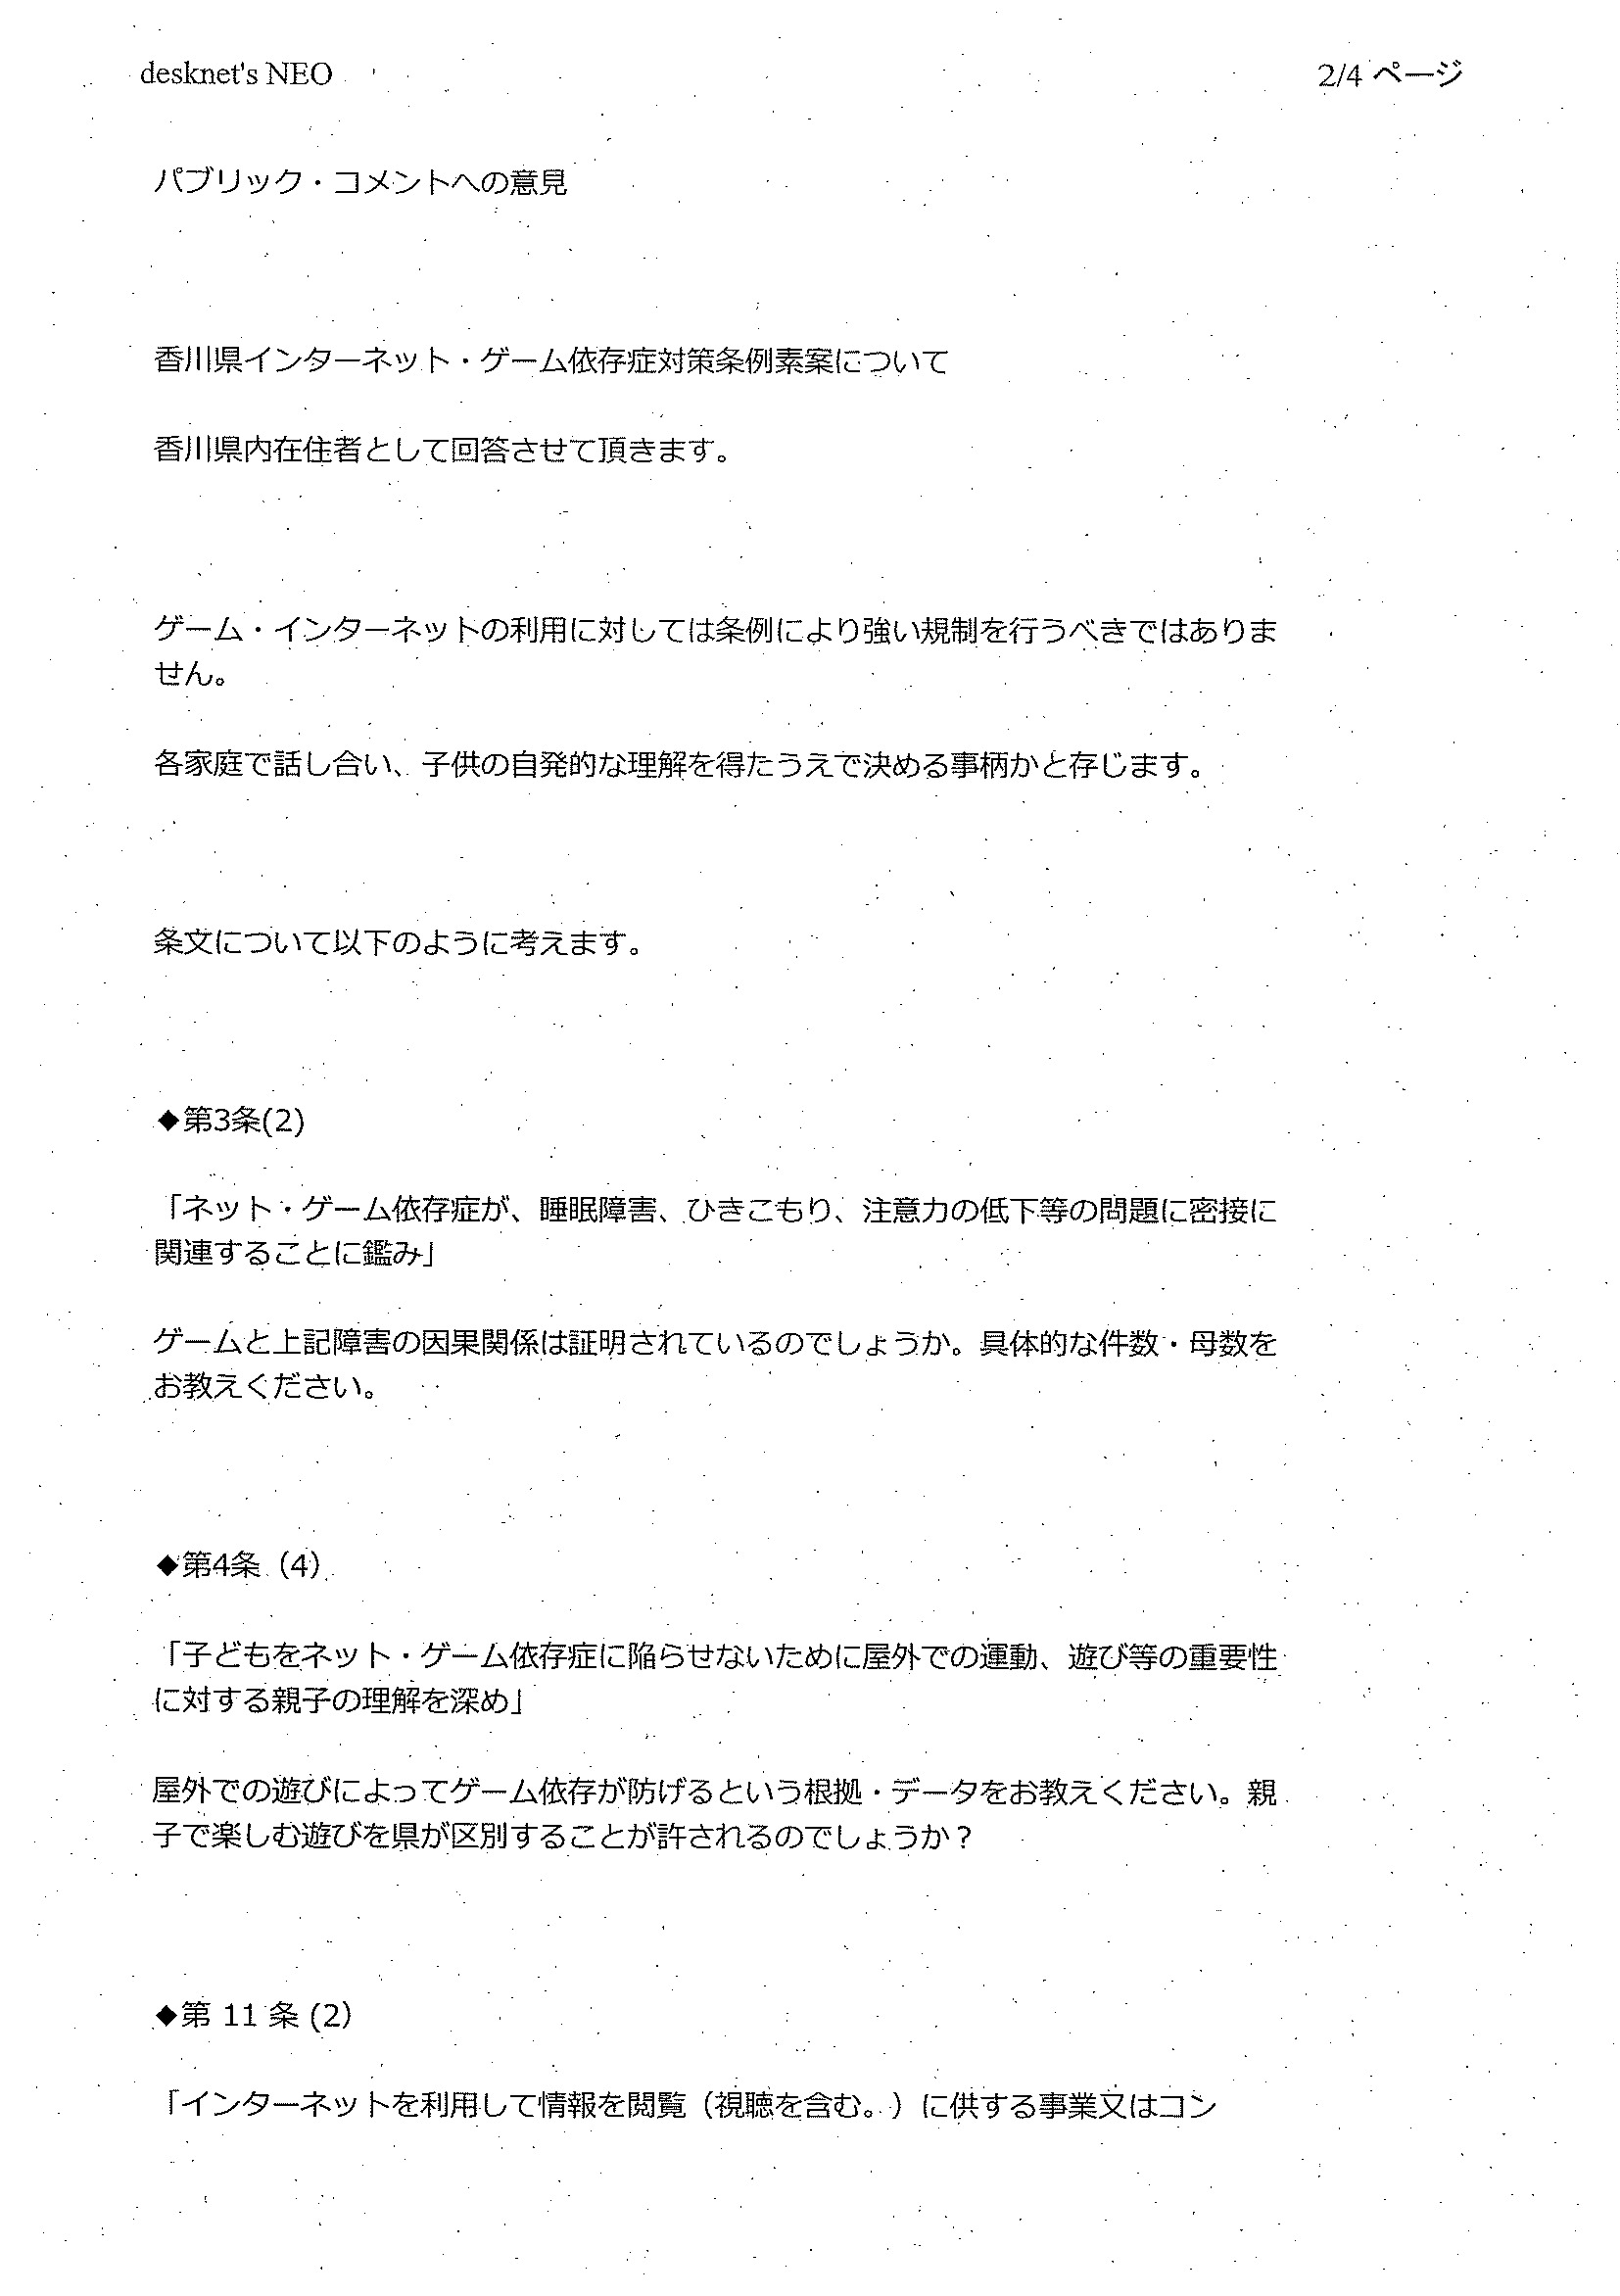 desknet's NEO
2/4 ページ
パブリック・コメントへの意見
香川県インターネット・ゲーム依存症対策条例素案について
香川県内在住者として回答させて頂きます。
ゲーム・インターネットの利用に対しては条例により強い規制を行うべきではありま
せん。
各家庭で話し合い、子供の自発的な理解を得たうえで決める事柄かと存じます。
条文について以下のように考えます。
◆第3条(2)
「ネット・ゲーム依存症が、睡眠障害、ひきこもり、注意力の低下等の問題に密接に
関連することに鑑み」
ゲームと上記障害の因果関係は証明されているのでしょうか。具体的な件数・母数を
お教えください。
◆第4条（4）
「子どもをネット・ゲーム依存症に陥らせないために屋外での運動、遊び等の重要性
に対する親子の理解を深め」
屋外での遊びによってゲーム依存が防げるという根拠・データをお教えください。親
子で楽しむ遊びを県が区別することが許されるのでしょうか？
◆第 11 条 (2)
「インターネットを利用して情報を閲覧（視聴を含む。）に供する事業又はコン